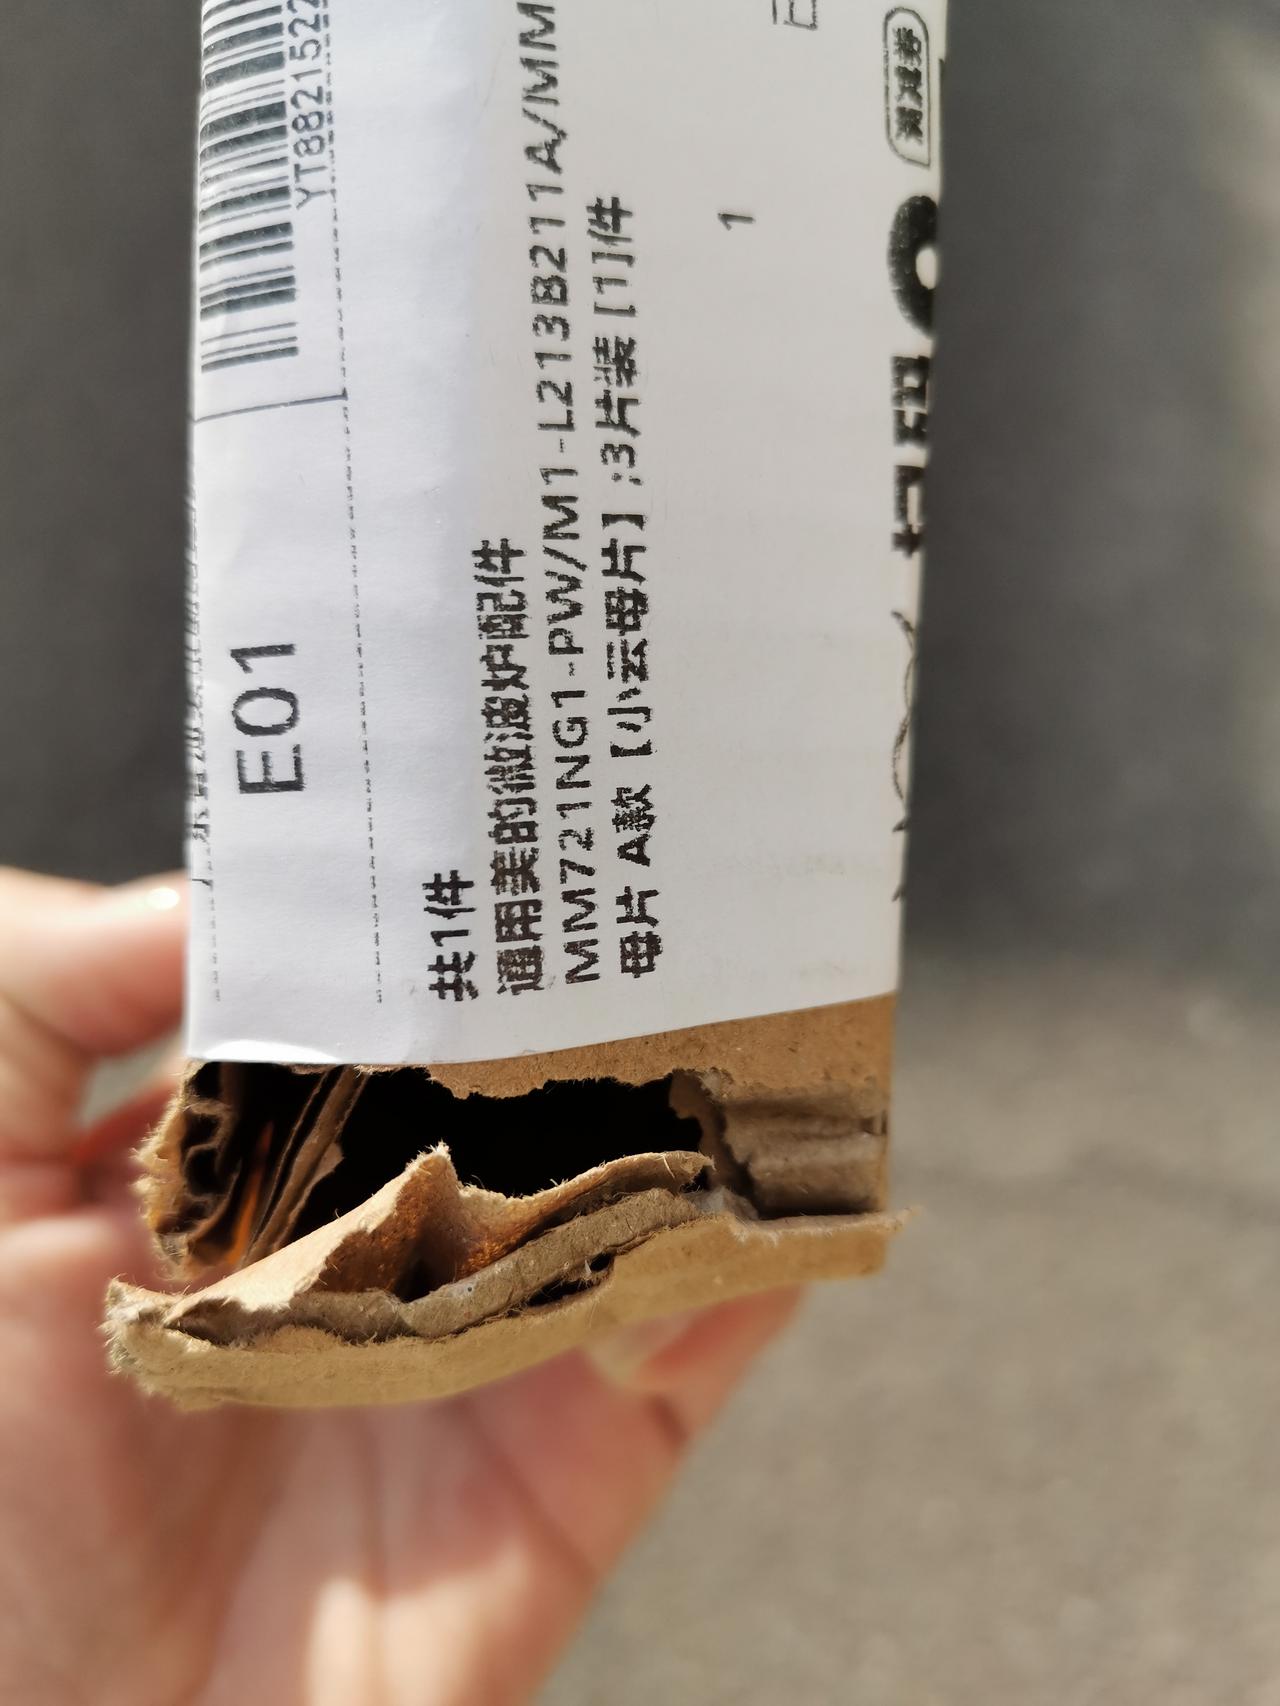 YT8821522
E01
共1件
通用美的微波炉配件
MM721NG1-PW/M1-L213B211A/MM
母片 A款【小云母片】;3片装 [1]件
1